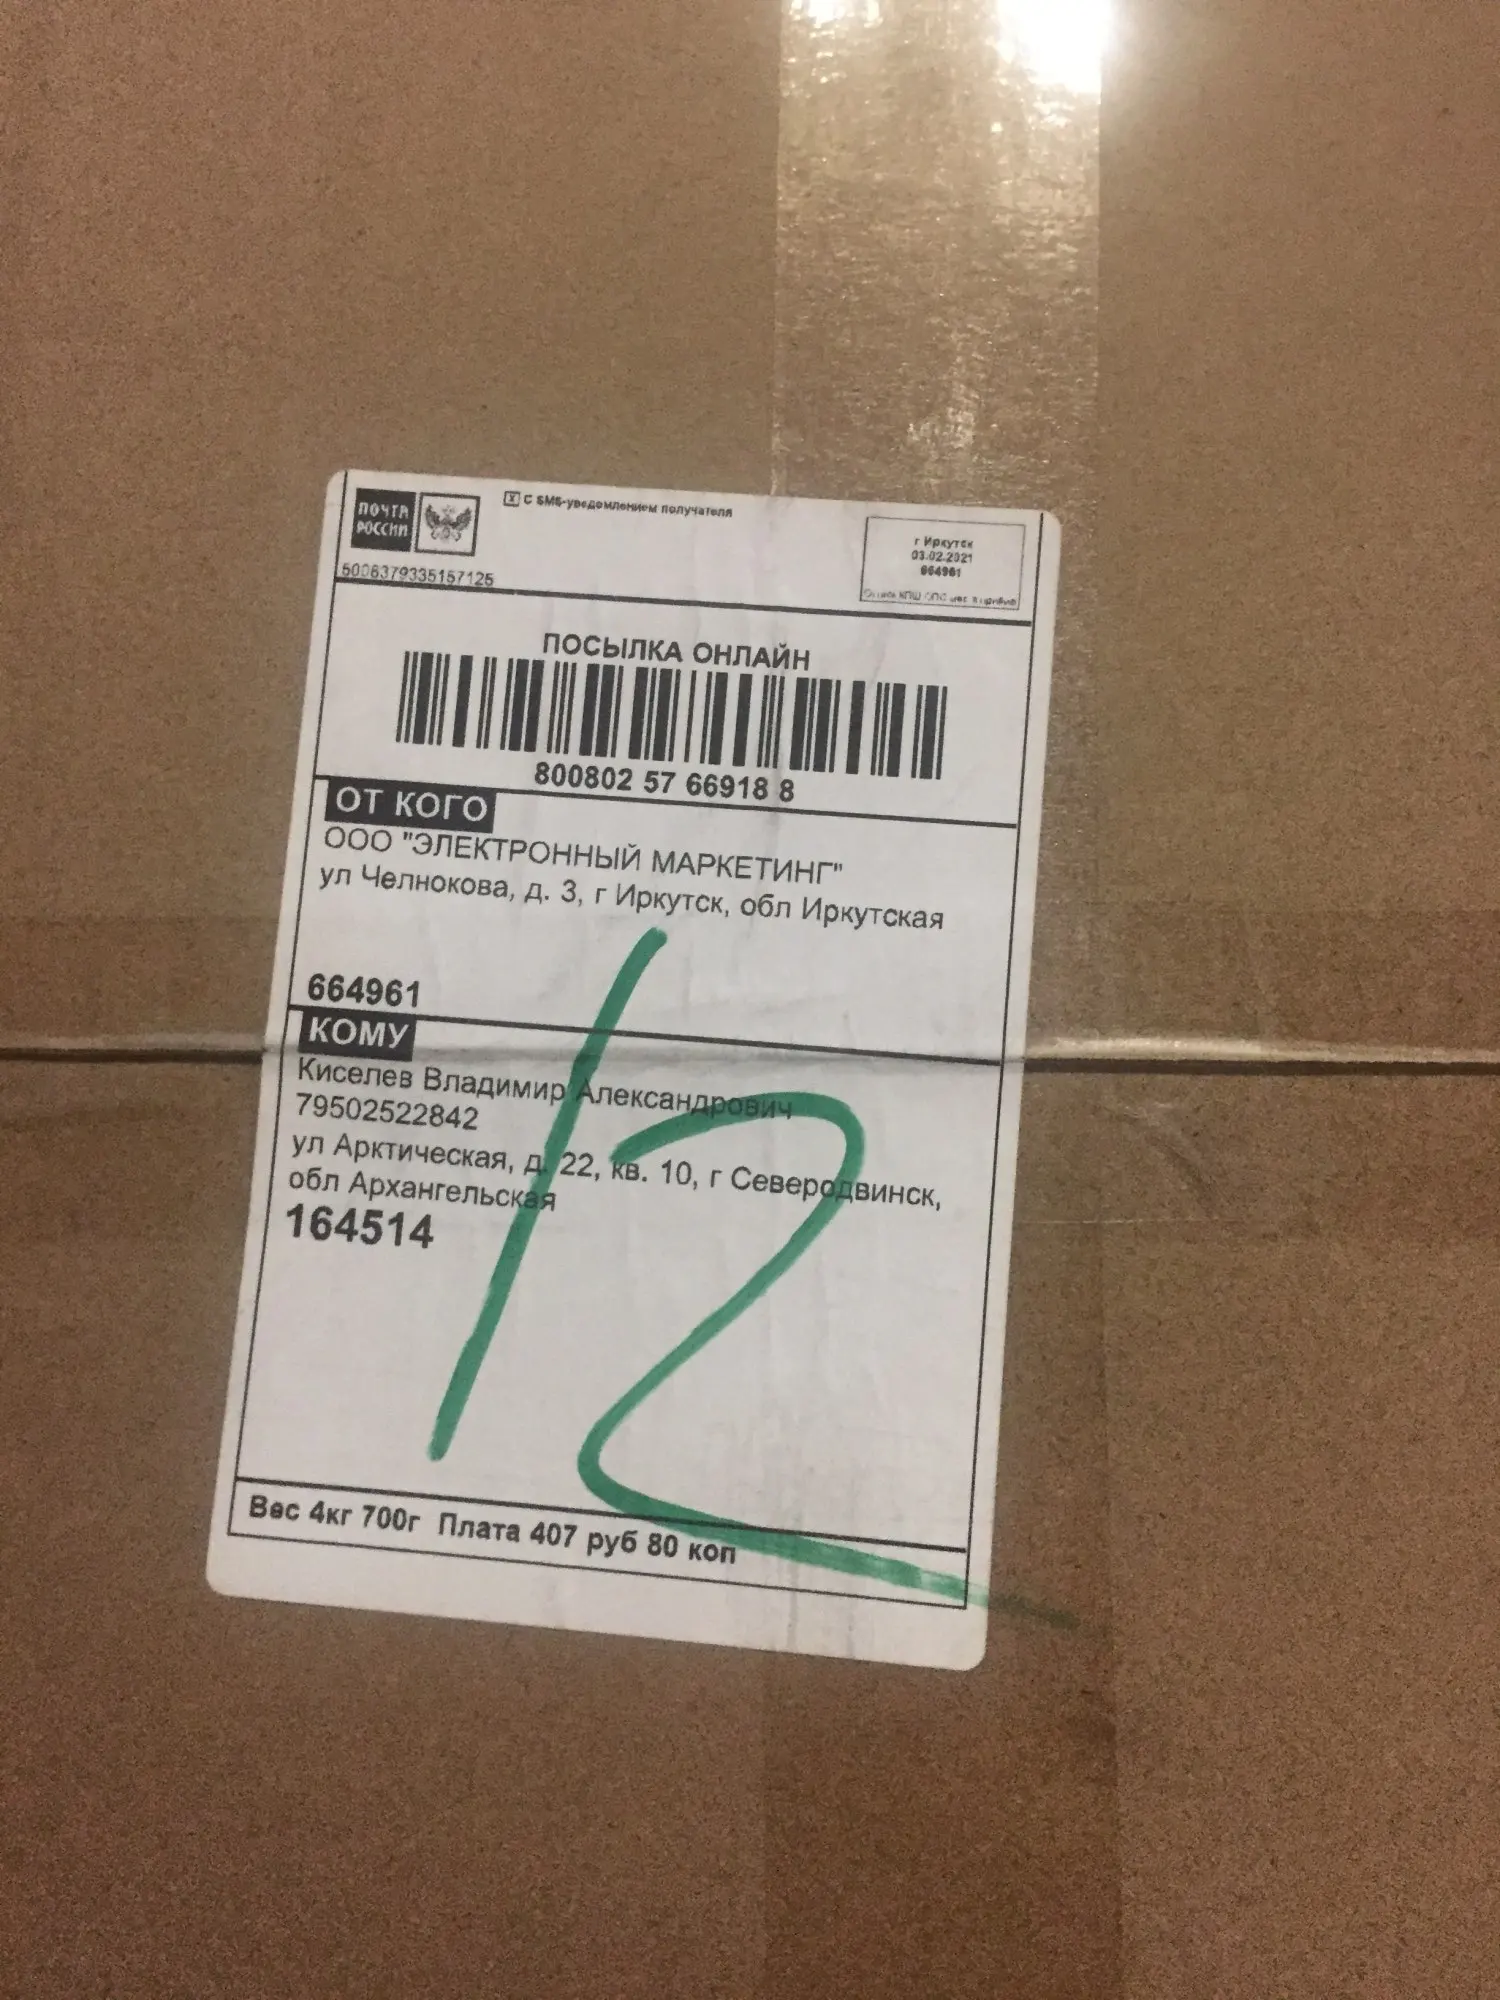 ПОЧТА
РОССИИ
С SMS-уведомлением получателя
5006379335157125
г Иркутск
03.02.2021
664961
ПОСЫЛКА ОНЛАЙН
800802 57 66918 8
ОТ КОГО
ООО "ЭЛЕКТРОННЫЙ МАРКЕТИНГ"
ул Челнокова, д. 3, г Иркутск, обл Иркутская
664961
КОМУ
Киселев Владимир Александрович
79502522842
ул Арктическая, д. 22, кв. 10, г Северодвинск,
обл Архангельская
164514
12
Вес 4кг 700г Плата 407 руб 80 коп